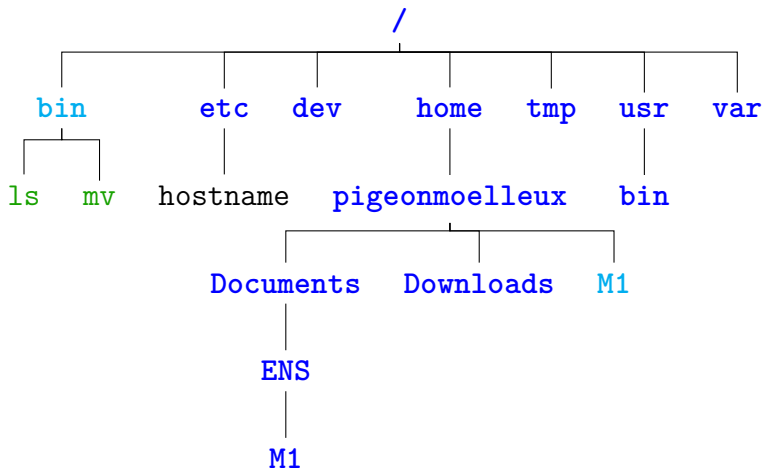 /
bin etc dev home tmp usr var
ls mv hostname pigeonmoelleux bin
Documents Downloads M1
ENS
M1